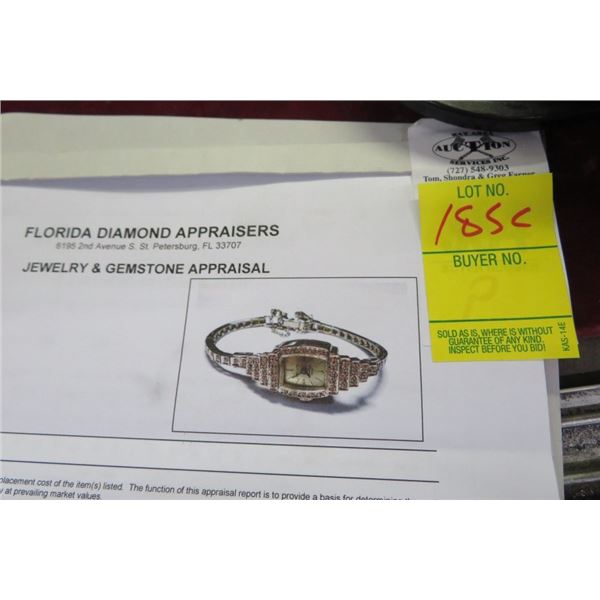 BAY AREA
AUCTION
SERVICES INC.
(727) 548-9303
Tom, Shondra & Greg Farner
LOT NO.
185C
BUYER NO.
SOLD AS IS, WHERE IS WITHOUT
GUARANTEE OF ANY KIND.
INSPECT BEFORE YOU BID!
KAS-14E
FLORIDA DIAMOND APPRAISERS
6195 2nd Avenue S. St. Petersburg, FL 33707
JEWELRY & GEMSTONE APPRAISAL
placement cost of the item(s) listed. The function of this appraisal report is to provide a basis for determining
y at prevailing market values.